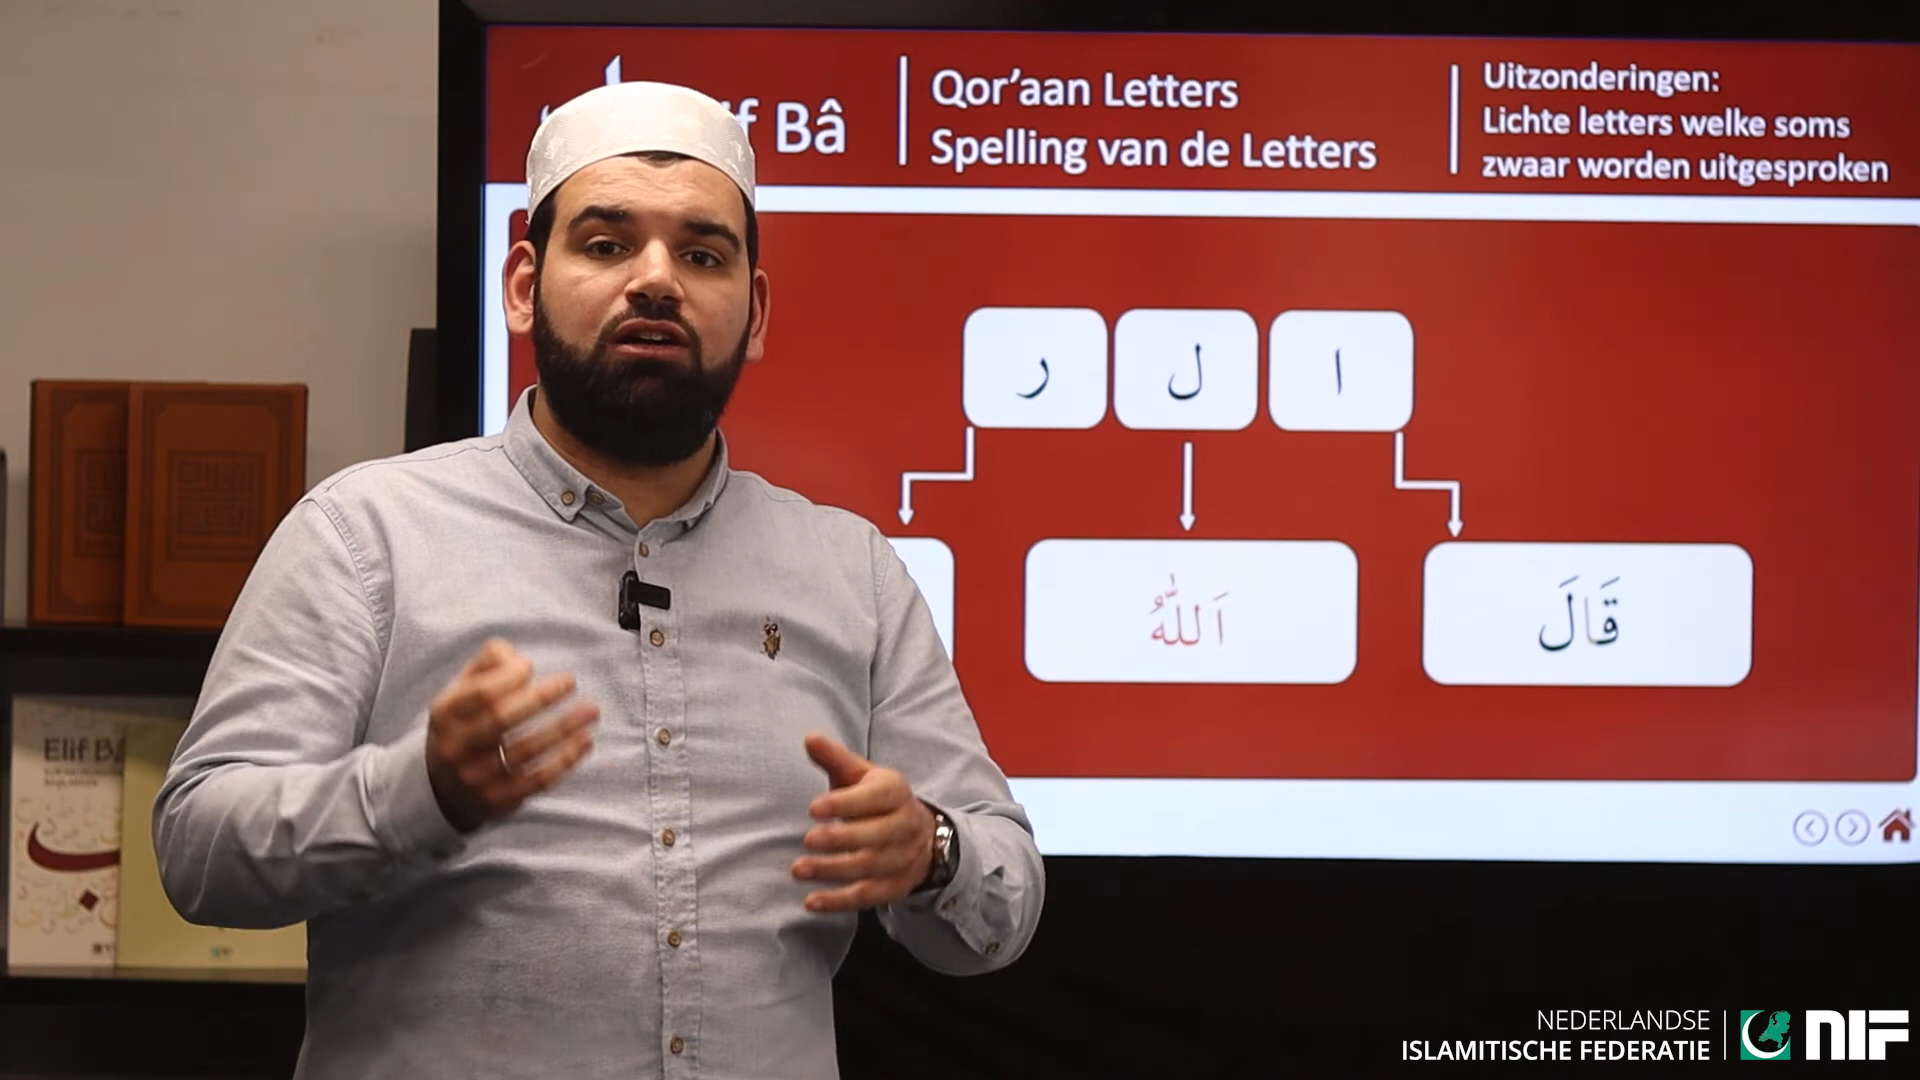 Bâ
Qor'aan Letters
Spelling van de Letters
Uitzonderingen:
Lichte letters welke soms
zwaar worden uitgesproken
ا
ل
ر
قَالَ
اَللّٰهُ
Elif
NEDERLANDSE
ISLAMITISCHE FEDERATIE
NIF